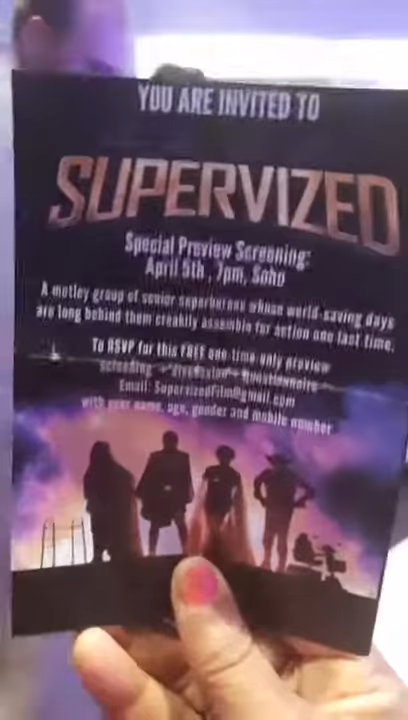 YOU ARE INVITED TO
SUPERVIZED
Special Preview Screening:
April 5th, 7pm, Soho
A motley group of senior superheroes whose world-saving days
are long behind them creakily assemble for action one last time.
To RSVP for this FREE one time only preview
screening
Email: SupervizedFilm@gmail.com
with your name, age, gender and mobile number